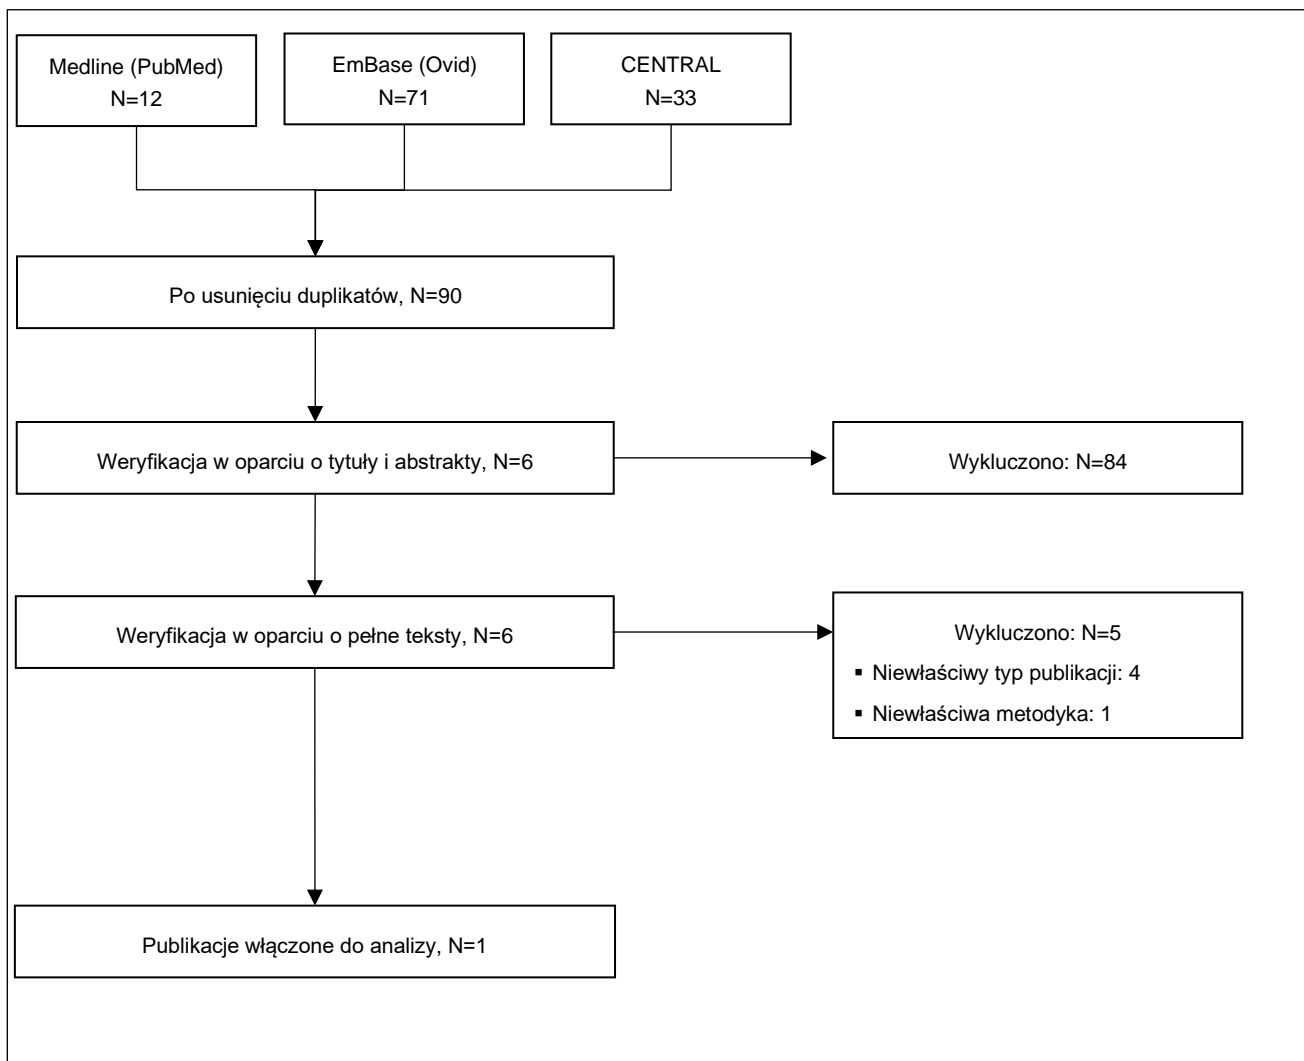 Medline (PubMed)
N=12
EmBase (Ovid)
N=71
CENTRAL
N=33
Po usunięciu duplikatów, N=90
Weryfikacja w oparciu o tytuły i abstrakty, N=6
Wykluczono: N=84
Weryfikacja w oparciu o pełne teksty, N=6
Wykluczono: N=5
▪ Niewłaściwy typ publikacji: 4
▪ Niewłaściwa metodyka: 1
Publikacje włączone do analizy, N=1